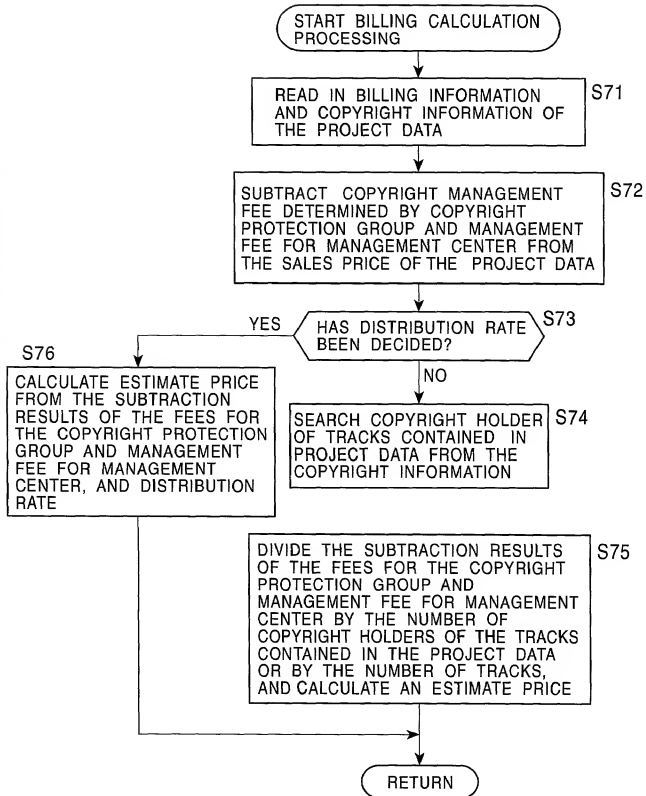 START BILLING CALCULATION
PROCESSING
S71
READ IN BILLING INFORMATION
AND COPYRIGHT INFORMATION OF
THE PROJECT DATA
S72
SUBTRACT COPYRIGHT MANAGEMENT
FEE DETERMINED BY COPYRIGHT
PROTECTION GROUP AND MANAGEMENT
FEE FOR MANAGEMENT CENTER FROM
THE SALES PRICE OF THE PROJECT DATA
S73
HAS DISTRIBUTION RATE
BEEN DECIDED?
YES
NO
S76
CALCULATE ESTIMATE PRICE
FROM THE SUBTRACTION
RESULTS OF THE FEES FOR
THE COPYRIGHT PROTECTION
GROUP AND MANAGEMENT
FEE FOR MANAGEMENT
CENTER, AND DISTRIBUTION
RATE
S74
SEARCH COPYRIGHT HOLDER
OF TRACKS CONTAINED IN
PROJECT DATA FROM THE
COPYRIGHT INFORMATION
S75
DIVIDE THE SUBTRACTION RESULTS
OF THE FEES FOR THE COPYRIGHT
PROTECTION GROUP AND
MANAGEMENT FEE FOR MANAGEMENT
CENTER BY THE NUMBER OF
COPYRIGHT HOLDERS OF THE TRACKS
CONTAINED IN THE PROJECT DATA
OR BY THE NUMBER OF TRACKS,
AND CALCULATE AN ESTIMATE PRICE
RETURN